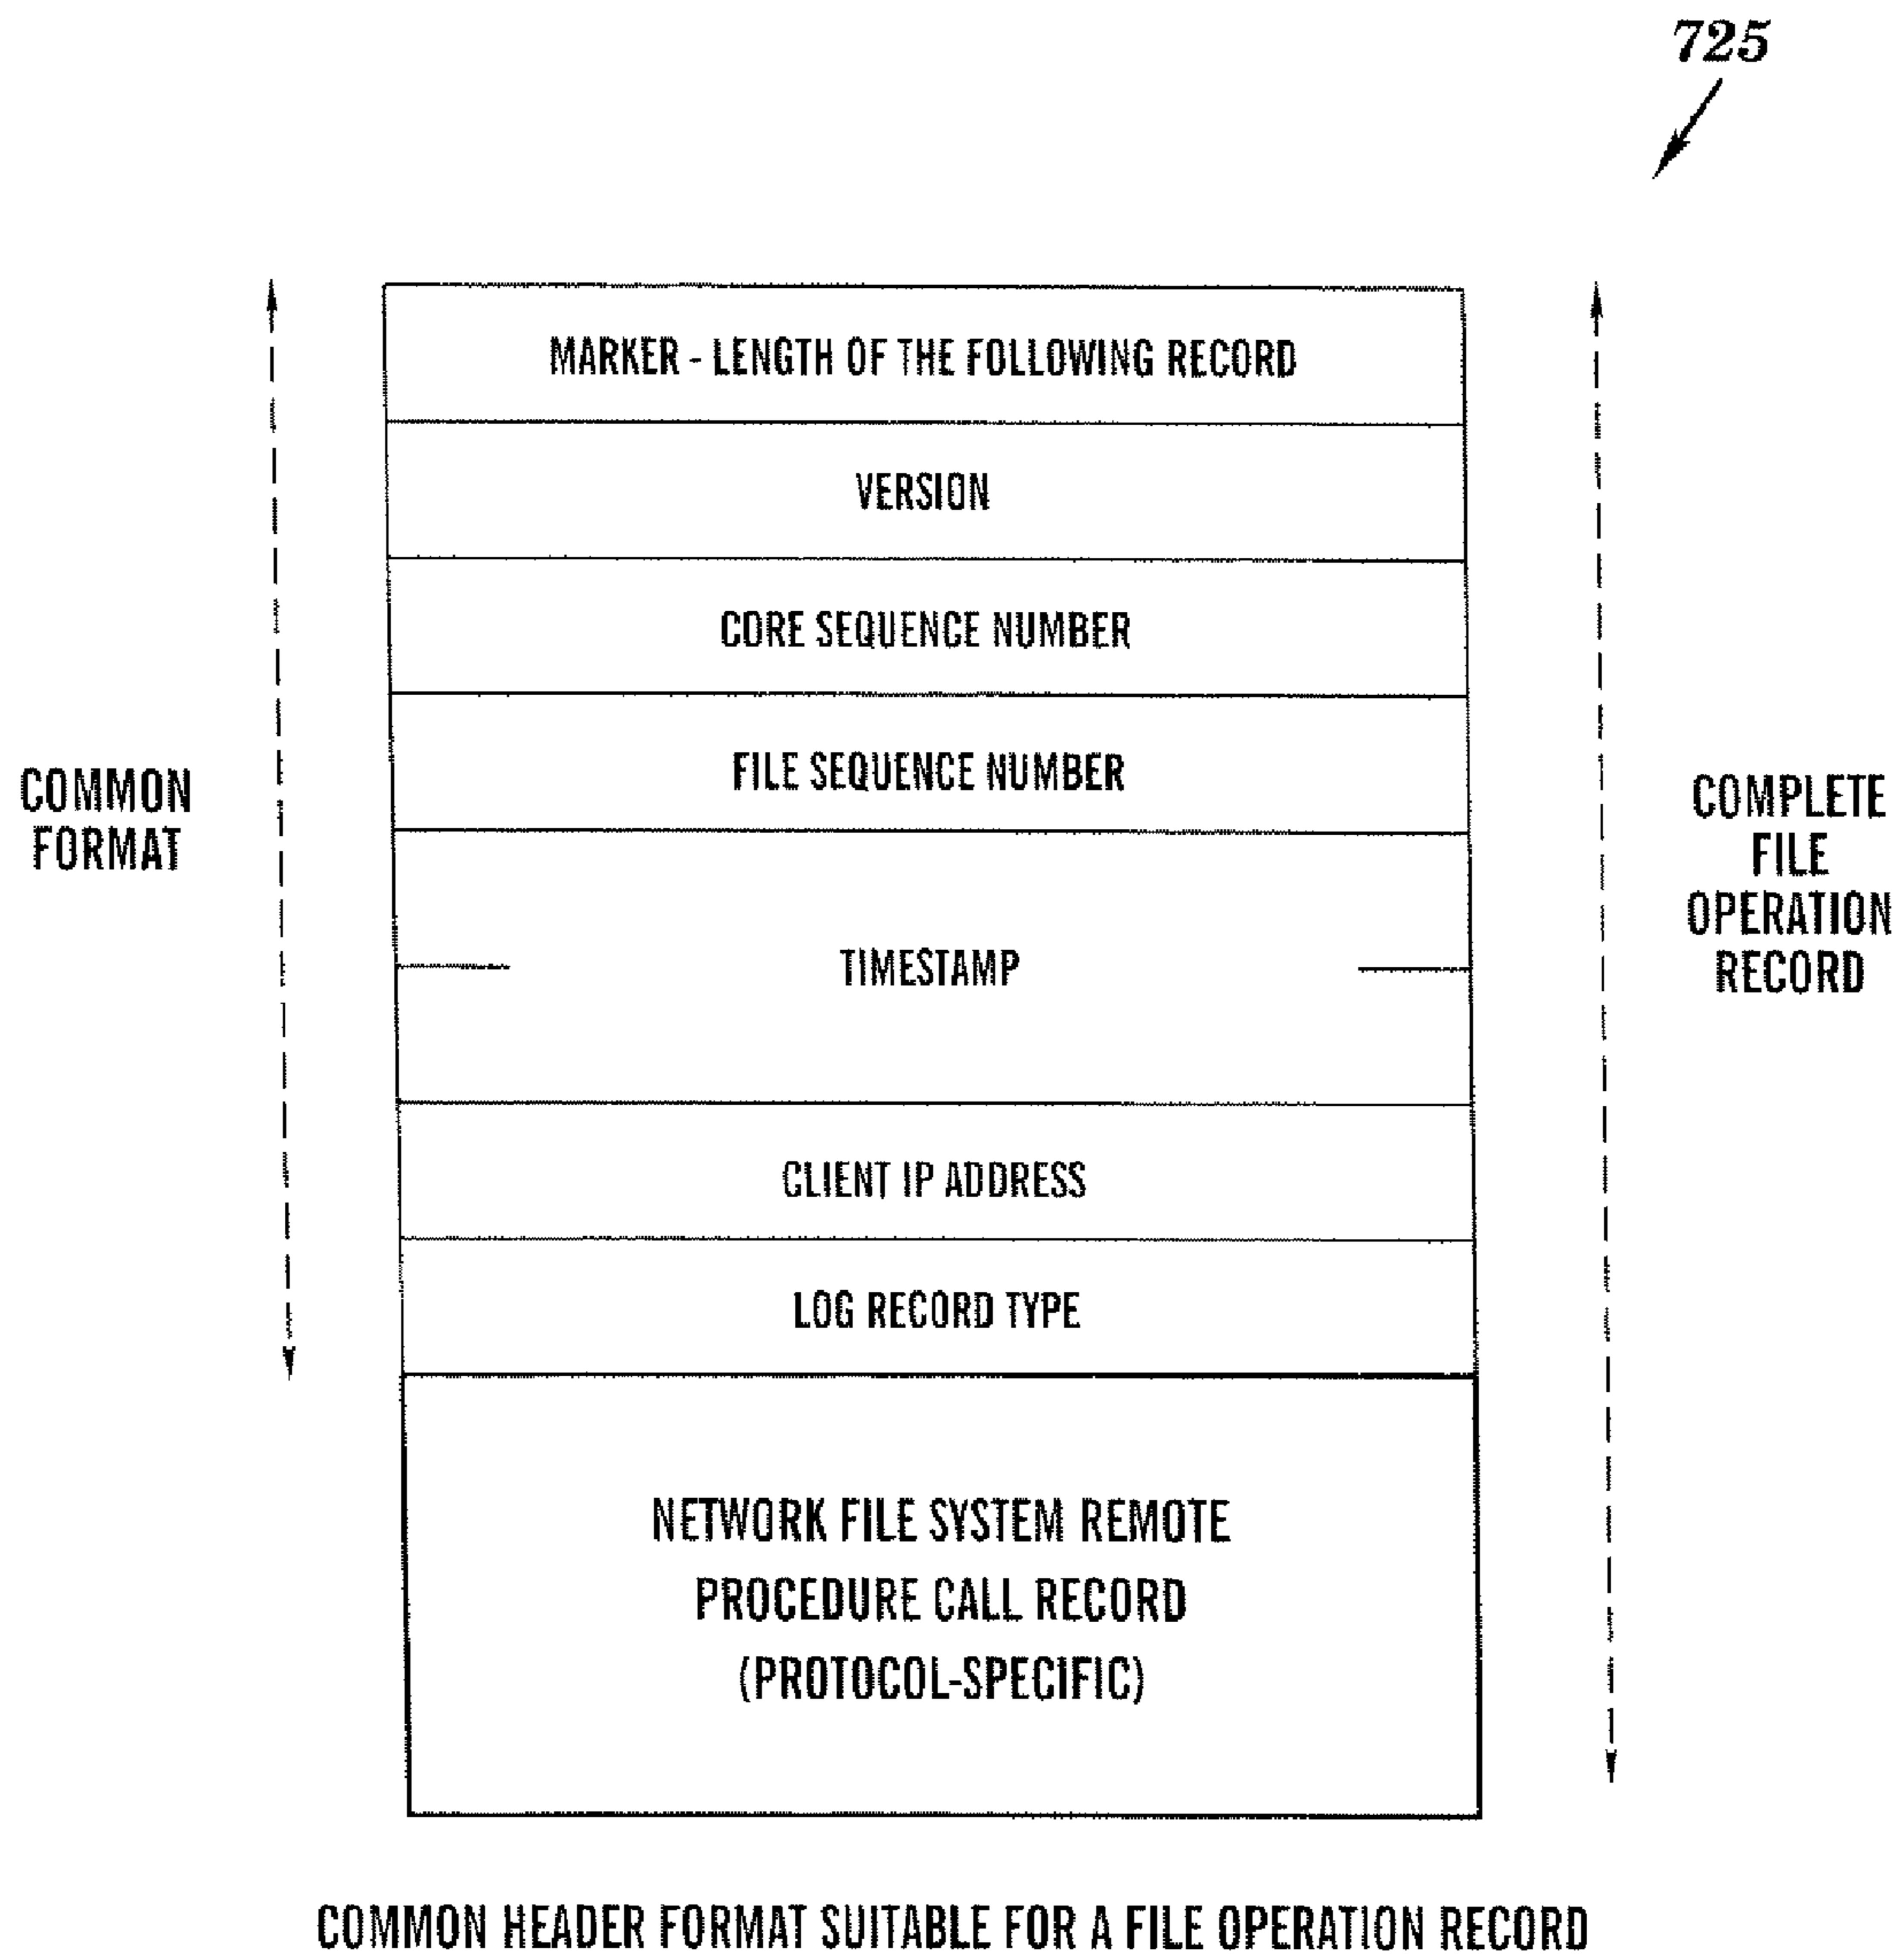 725
MARKER - LENGTH OF THE FOLLOWING RECORD
VERSION
CORE SEQUENCE NUMBER
FILE SEQUENCE NUMBER
COMMON
FORMAT
COMPLETE
FILE
OPERATION
RECORD
TIMESTAMP
CLIENT IP ADDRESS
LOG RECORD TYPE
NETWORK FILE SYSTEM REMOTE
PROCEDURE CALL RECORD
(PROTOCOL-SPECIFIC)
COMMON HEADER FORMAT SUITABLE FOR A FILE OPERATION RECORD